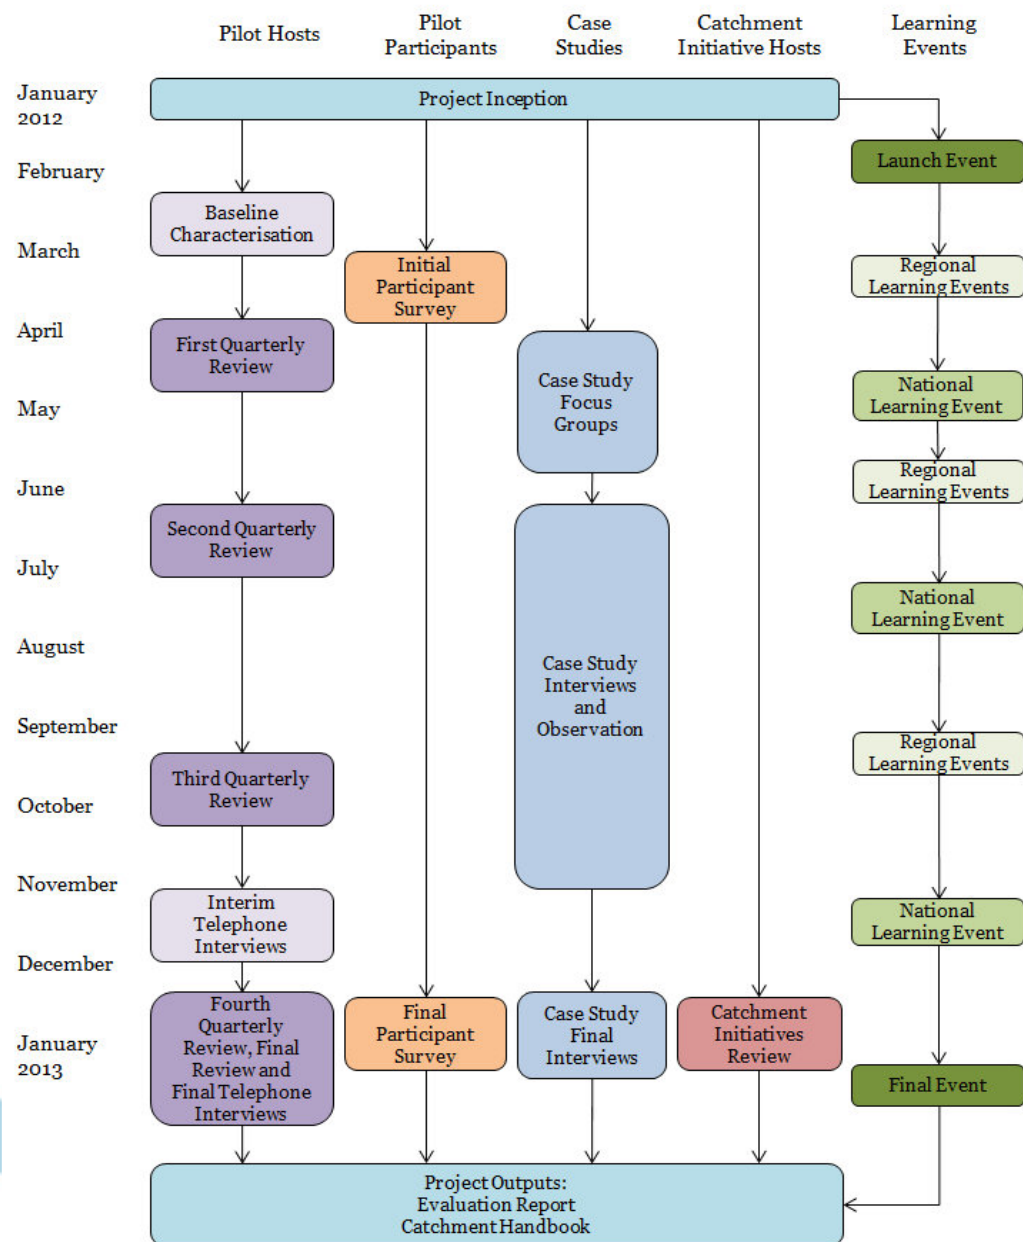 Pilot Hosts
Pilot
Participants
Case
Studies
Catchment
Initiative Hosts
Learning
Events
January
2012
February
March
April
May
June
July
August
September
October
November
December
January
2013
Project Inception
Baseline
Characterisation
First Quarterly
Review
Second Quarterly
Review
Third Quarterly
Review
Interim
Telephone
Interviews
Fourth
Quarterly
Review, Final
Review and
Final Telephone
Interviews
Initial
Participant
Survey
Final
Participant
Survey
Case Study
Focus
Groups
Case Study
Interviews
and
Observation
Case Study
Final
Interviews
Catchment
Initiatives
Review
Launch Event
Regional
Learning Events
National
Learning Event
Regional
Learning Events
National
Learning Event
Regional
Learning Events
National
Learning Event
Final Event
Project Outputs:
Evaluation Report
Catchment Handbook